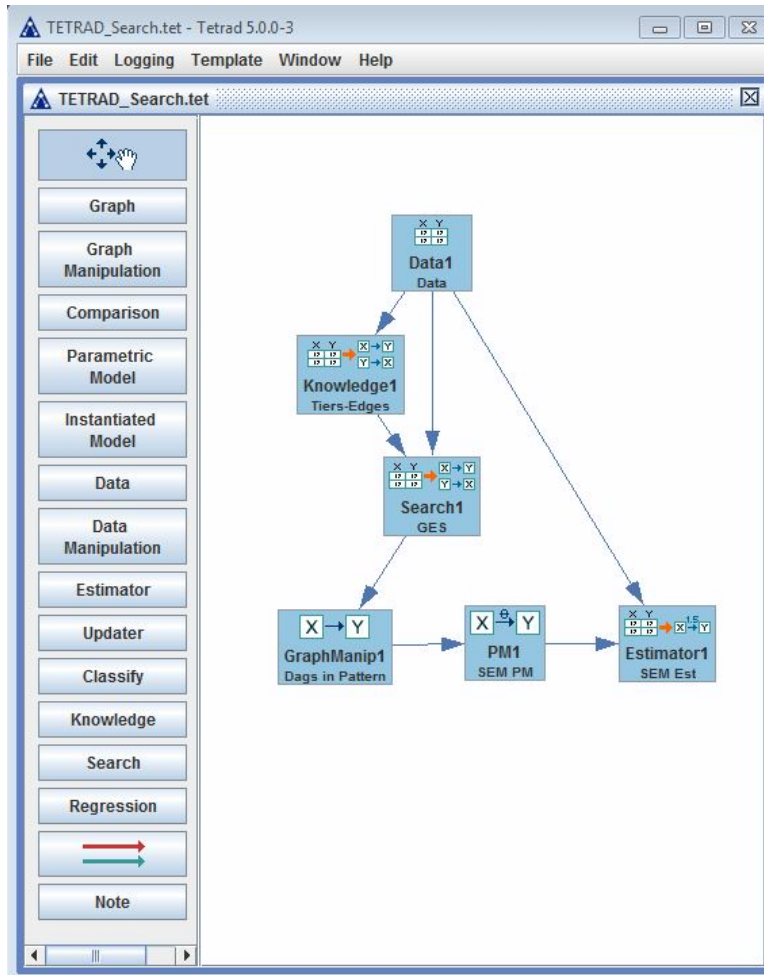 TETRAD_Search.tet - Tetrad 5.0.0-3
File Edit Logging Template Window Help
TETRAD_Search.tet
Graph
Graph
Manipulation
Comparison
Parametric
Model
Instantiated
Model
Data
Data
Manipulation
Estimator
Updater
Classify
Knowledge
Search
Regression
Note
X Y
Data1
Data
X Y X Y
Y X
Knowledge1
Tiers-Edges
X Y X Y
Y X
Search1
GES
X Y
GraphManip1
Dags in Pattern
X Y
PM1
SEM PM
X Y
X 1.5 Y
Estimator1
SEM Est